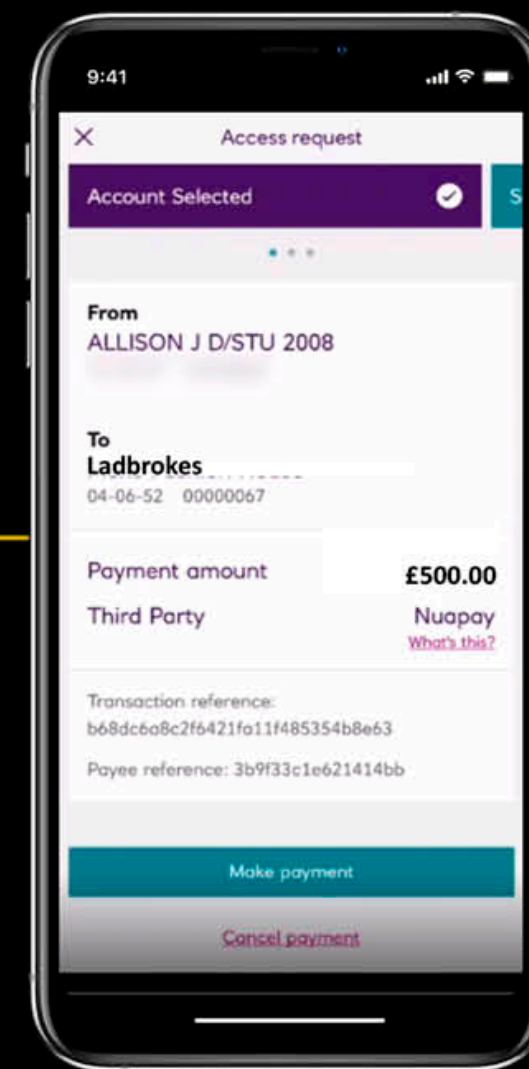 9:41
Access request
Account Selected
S
From
ALLISON J D/STU 2008
To
Ladbrokes
04-06-52 00000067
Payment amount £500.00
Third Party Nuapay
What's this?
Transaction reference:
b68dc6a8c2f6421fa11f485354b8e63
Payee reference: 3b9f33c1e621414bb
Make payment
Cancel payment